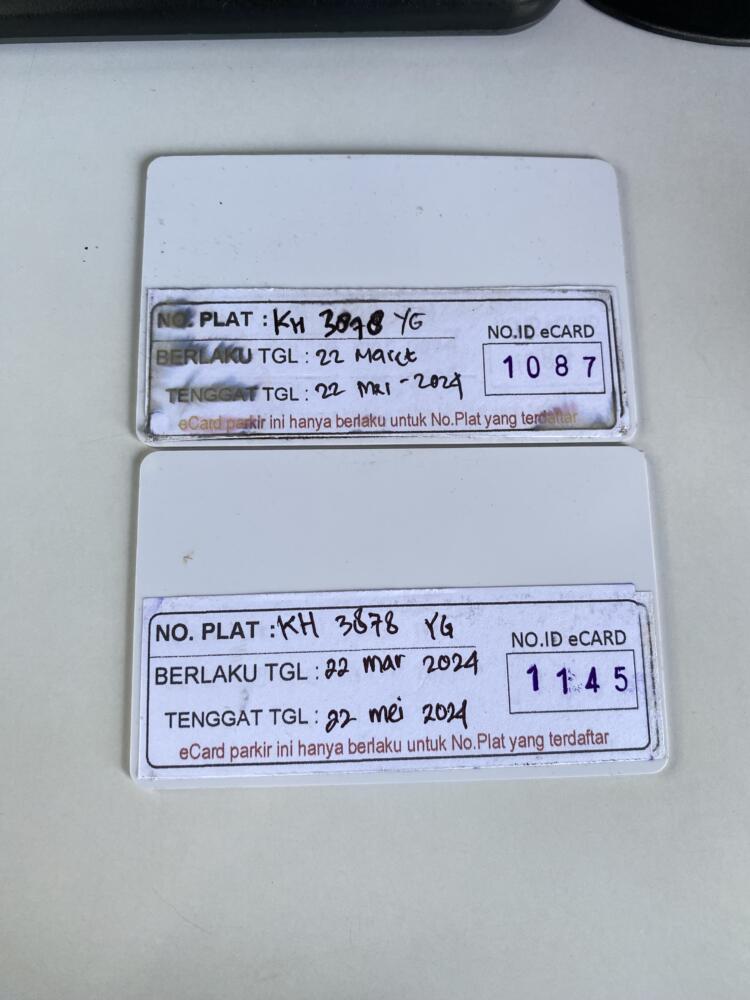 NO. PLAT : KH 3878 YG
BERLAKU TGL : 22 Maret
TENGGAT TGL : 22 Mei - 2024
NO.ID eCARD
1087
eCard parkir ini hanya berlaku untuk No.Plat yang terdaftar
NO. PLAT : KH 3878 YG
BERLAKU TGL : 22 mar 2024
TENGGAT TGL : 22 mei 2024
NO.ID eCARD
1145
eCard parkir ini hanya berlaku untuk No.Plat yang terdaftar